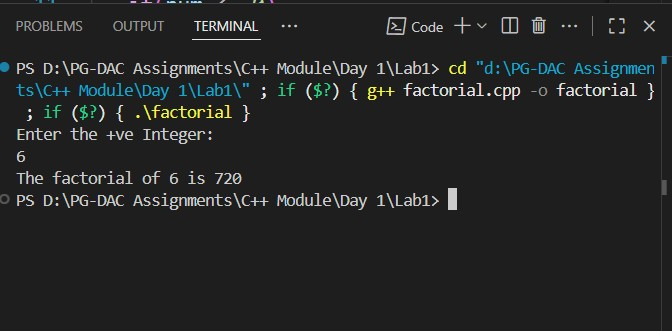 PROBLEMS OUTPUT TERMINAL ... Code
PS D:\PG-DAC Assignments\C++ Module\Day 1\Lab1> cd "d:\PG-DAC Assignmen
ts\C++ Module\Day 1\Lab1\" ; if ($?) { g++ factorial.cpp -o factorial }
; if ($?) { .\factorial }
Enter the +ve Integer:
6
The factorial of 6 is 720
PS D:\PG-DAC Assignments\C++ Module\Day 1\Lab1>